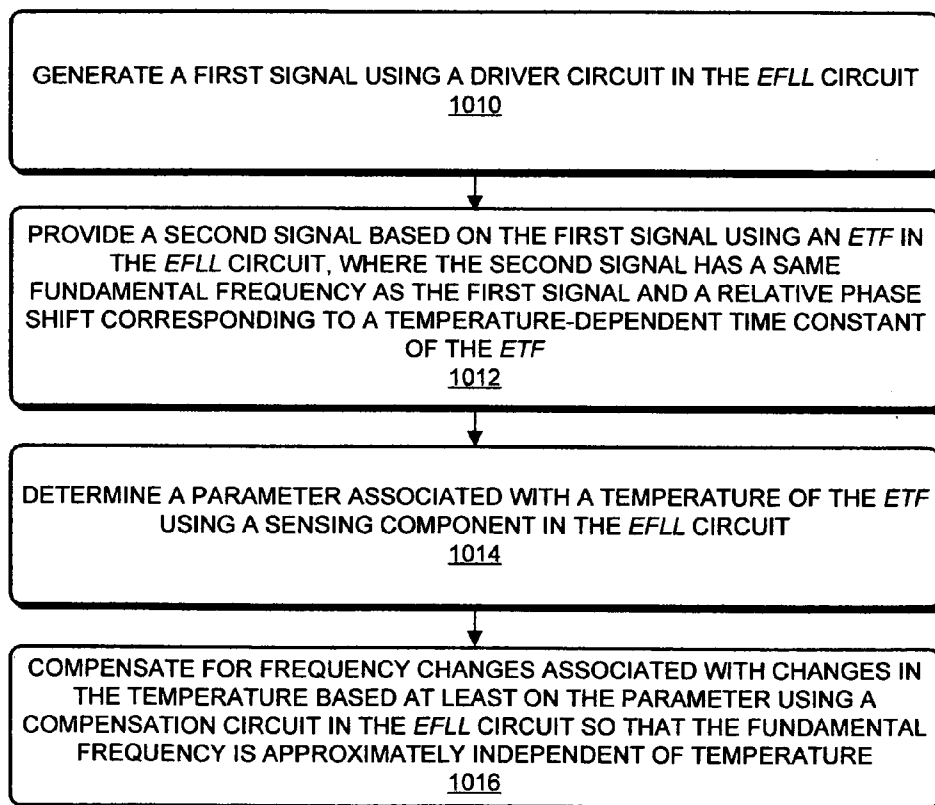 GENERATE A FIRST SIGNAL USING A DRIVER CIRCUIT IN THE EFLL CIRCUIT
1010
PROVIDE A SECOND SIGNAL BASED ON THE FIRST SIGNAL USING AN ETF IN
THE EFLL CIRCUIT, WHERE THE SECOND SIGNAL HAS A SAME
FUNDAMENTAL FREQUENCY AS THE FIRST SIGNAL AND A RELATIVE PHASE
SHIFT CORRESPONDING TO A TEMPERATURE-DEPENDENT TIME CONSTANT
OF THE ETF
1012
DETERMINE A PARAMETER ASSOCIATED WITH A TEMPERATURE OF THE ETF
USING A SENSING COMPONENT IN THE EFLL CIRCUIT
1014
COMPENSATE FOR FREQUENCY CHANGES ASSOCIATED WITH CHANGES IN
THE TEMPERATURE BASED AT LEAST ON THE PARAMETER USING A
COMPENSATION CIRCUIT IN THE EFLL CIRCUIT SO THAT THE FUNDAMENTAL
FREQUENCY IS APPROXIMATELY INDEPENDENT OF TEMPERATURE
1016